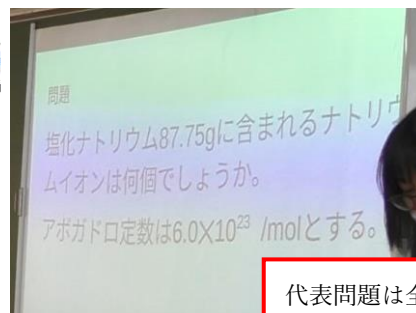 問題
塩化ナトリウム87.75gに含まれるナトリウ
ムイオンは何個でしょうか。
アボガドロ定数は6.0X10²³ /molとする。
代表問題は全